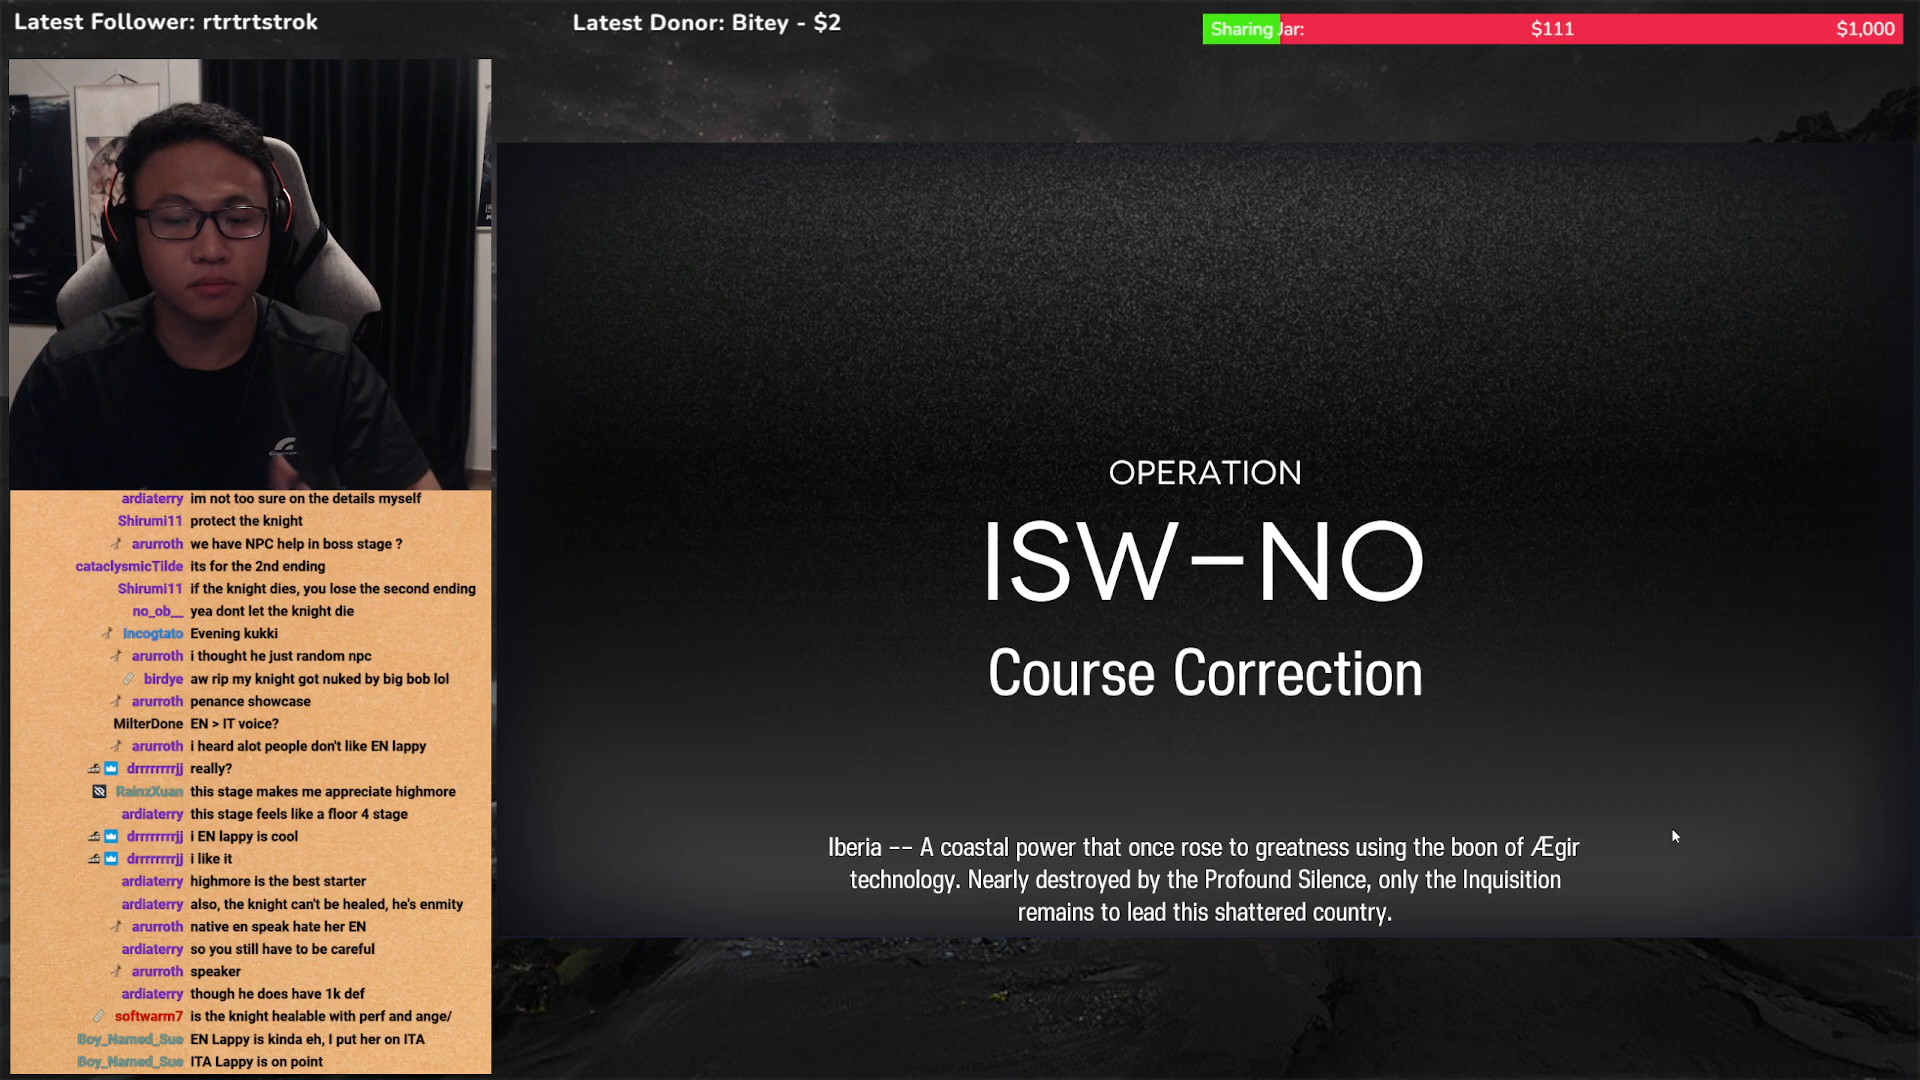 Latest Follower: rtrtrtstrok
Latest Donor: Bitey - $2
Sharing Jar: $111 $1,000
ardiaterry im not too sure on the details myself
Shirumi11 protect the knight
arurroth we have NPC help in boss stage ?
cataclysmicTilde its for the 2nd ending
Shirumi11 if the knight dies, you lose the second ending
no_ob__ yea dont let the knight die
Incogtato Evening kukki
arurroth i thought he just random npc
birdye aw rip my knight got nuked by big bob lol
arurroth penance showcase
MilterDone EN > IT voice?
arurroth i heard alot people don't like EN lappy
drrrrrrrjj really?
RainzXuan this stage makes me appreciate highmore
ardiaterry this stage feels like a floor 4 stage
drrrrrrrjj i EN lappy is cool
drrrrrrrjj i like it
ardiaterry highmore is the best starter
ardiaterry also, the knight can't be healed, he's enmity
arurroth native en speak hate her EN
ardiaterry so you still have to be careful
arurroth speaker
ardiaterry though he does have 1k def
softwarm7 is the knight healable with perf and ange/
Boy_Named_Sue EN Lappy is kinda eh, I put her on ITA
Boy_Named_Sue ITA Lappy is on point
OPERATION
ISW-NO
Course Correction
Iberia -- A coastal power that once rose to greatness using the boon of Ægir
technology. Nearly destroyed by the Profound Silence, only the Inquisition
remains to lead this shattered country.